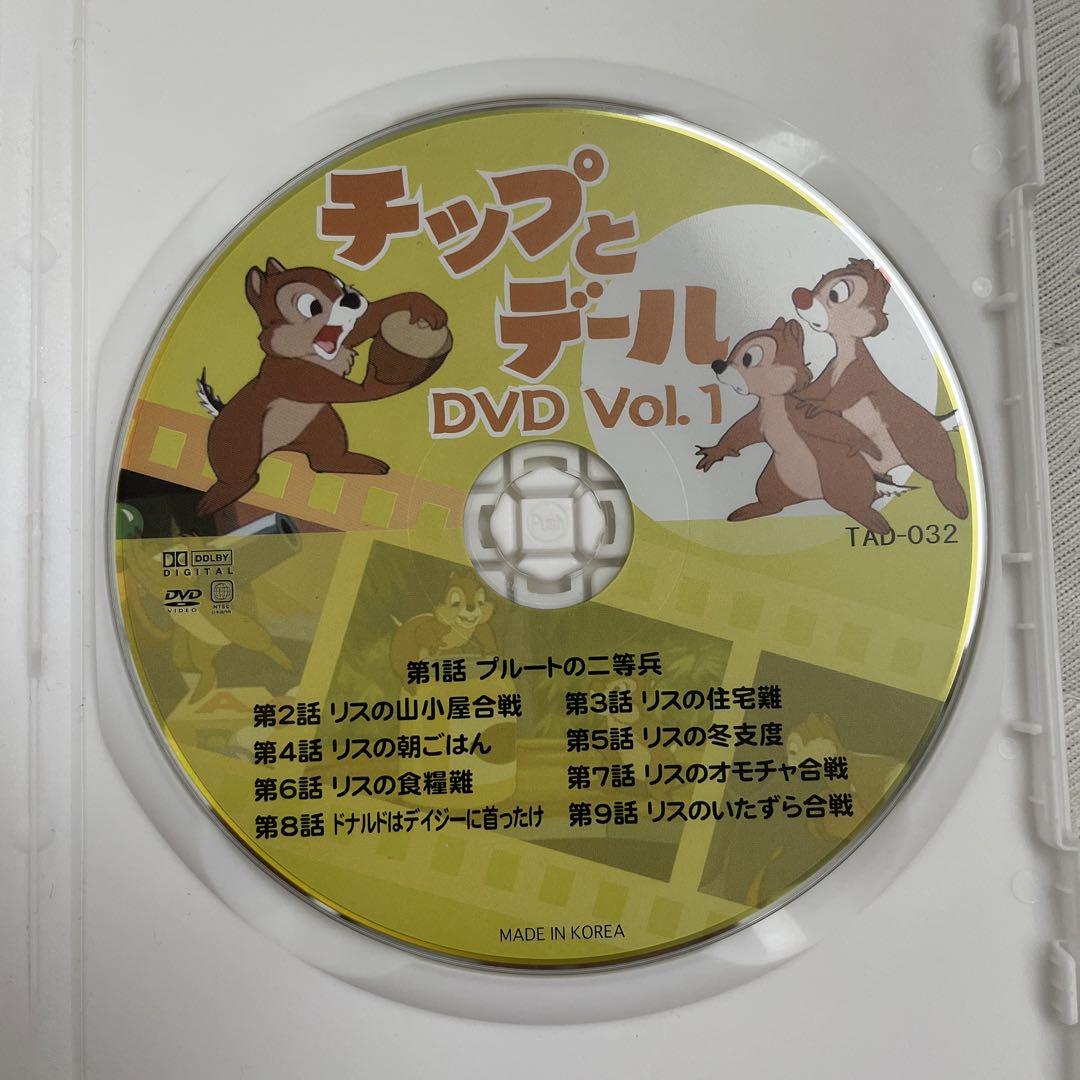 チップと
デール
DVD Vol.1
TAD-032
DOLBY
DIGITAL
DVD
VIDEO
NTSC
日本国内用
Push
第1話 プルートの二等兵
第2話 リスの山小屋合戦
第3話 リスの住宅難
第4話 リスの朝ごはん
第5話 リスの冬支度
第6話 リスの食糧難
第7話 リスのオモチャ合戦
第8話 ドナルドはデイジーに首ったけ
第9話 リスのいたずら合戦
MADE IN KOREA